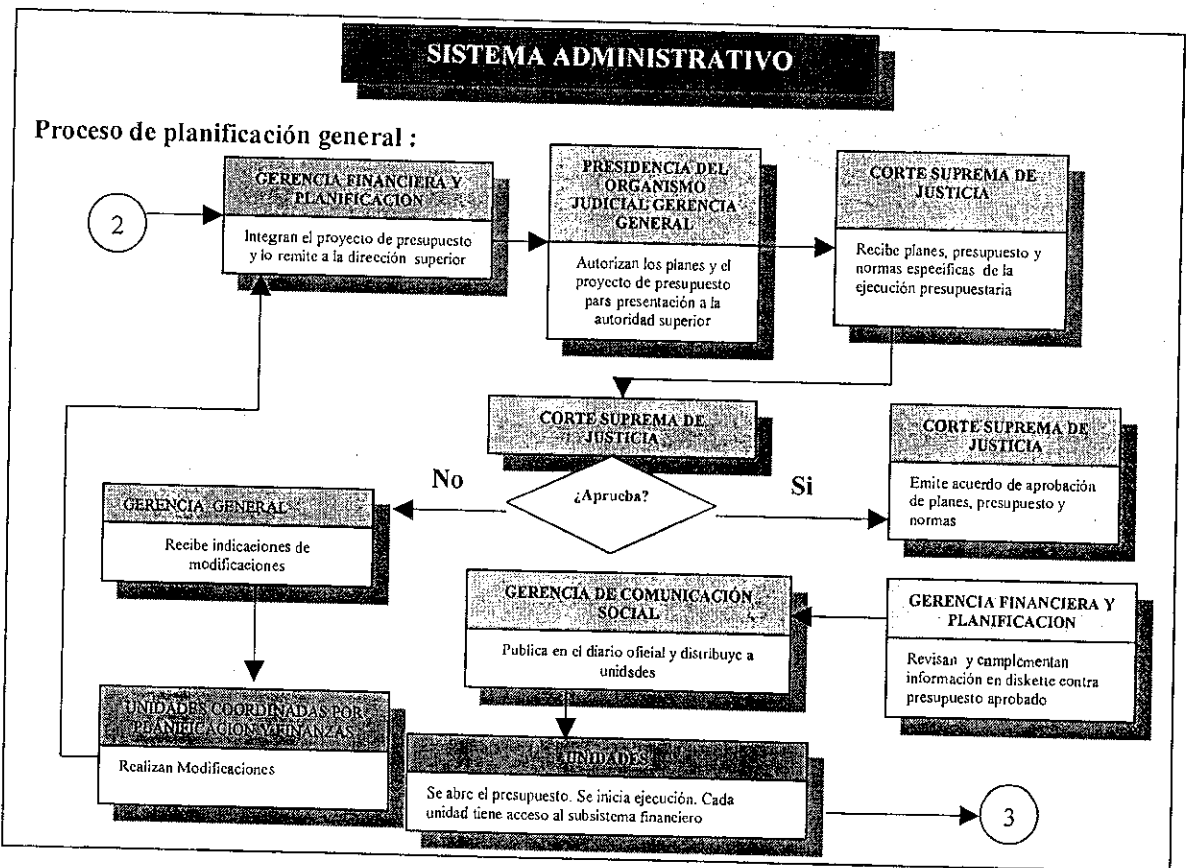 SISTEMA ADMINISTRATIVO
Proceso de planificación general :
2
GERENCIA FINANCIERA Y
PLANIFICACION
Integran el proyecto de presupuesto
y lo remite a la dirección superior
PRESIDENCIA DEL
ORGANISMO
JUDICIAL; GERENCIA
GENERAL
Autorizan los planes y el
proyecto de presupuesto
para presentación a la
autoridad superior
CORTE SUPREMA DE
JUSTICIA
Recibe planes, presupuesto y
normas especificas de la
ejecución presupuestaria
CORTE SUPREMA DE
JUSTICIA
¿Aprueba?
No
Si
CORTE SUPREMA DE
JUSTICIA
Emite acuerdo de aprobación
de planes, presupuesto y
normas
GERENCIA GENERAL
Recibe indicaciones de
modificaciones
GERENCIA DE COMUNICACIÓN
SOCIAL
Publica en el diario oficial y distribuye a
unidades
GERENCIA FINANCIERA Y
PLANIFICACION
Revisan y complementan
información en diskette contra
presupuesto aprobado
UNIDADES COORDINADAS POR
PLANIFICACION Y FINANZAS
Realizan Modificaciones
UNIDADES
Se abre el presupuesto. Se inicia ejecución. Cada
unidad tiene acceso al subsistema financiero
3